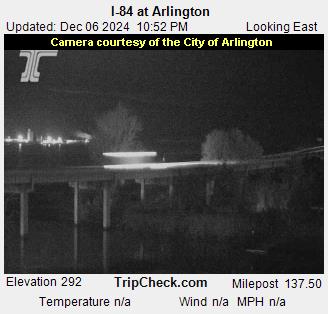 I-84 at Arlington
Updated: Dec 06 2024 10:52 PM Looking East
Camera courtesy of the City of Arlington
Elevation 292 TripCheck.com Milepost 137.50
Temperature n/a Wind n/a MPH n/a